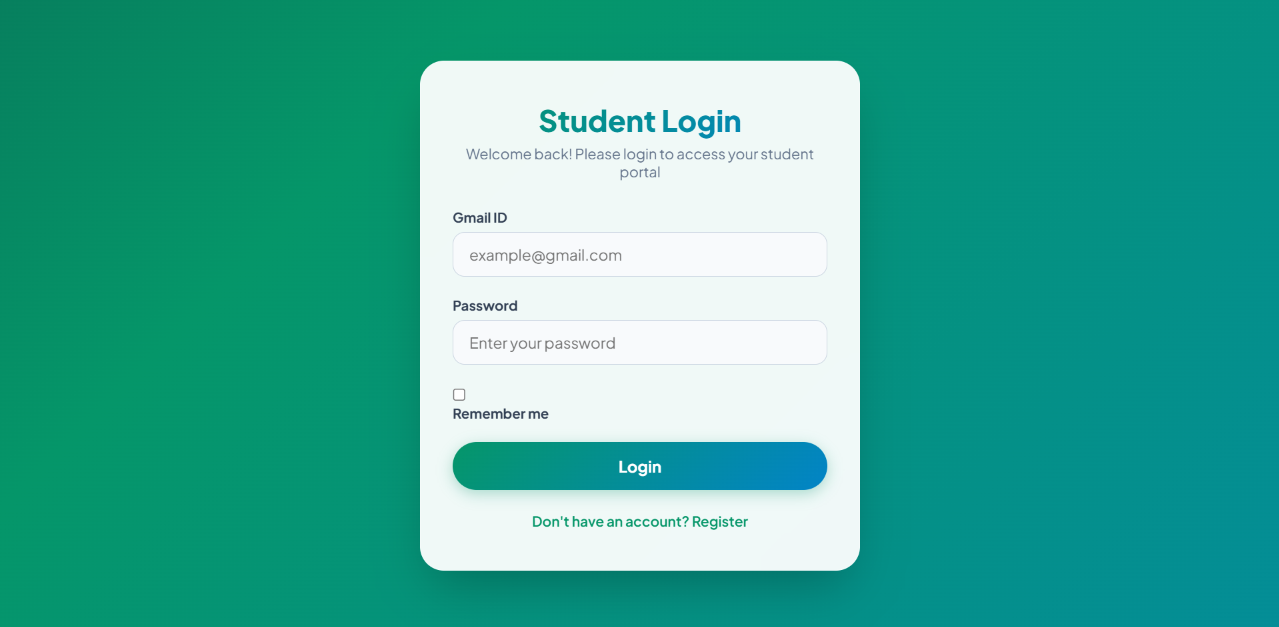 Student Login
Welcome back! Please login to access your student
portal
Gmail ID
example@gmail.com
Password
Enter your password
Remember me
Login
Don't have an account? Register